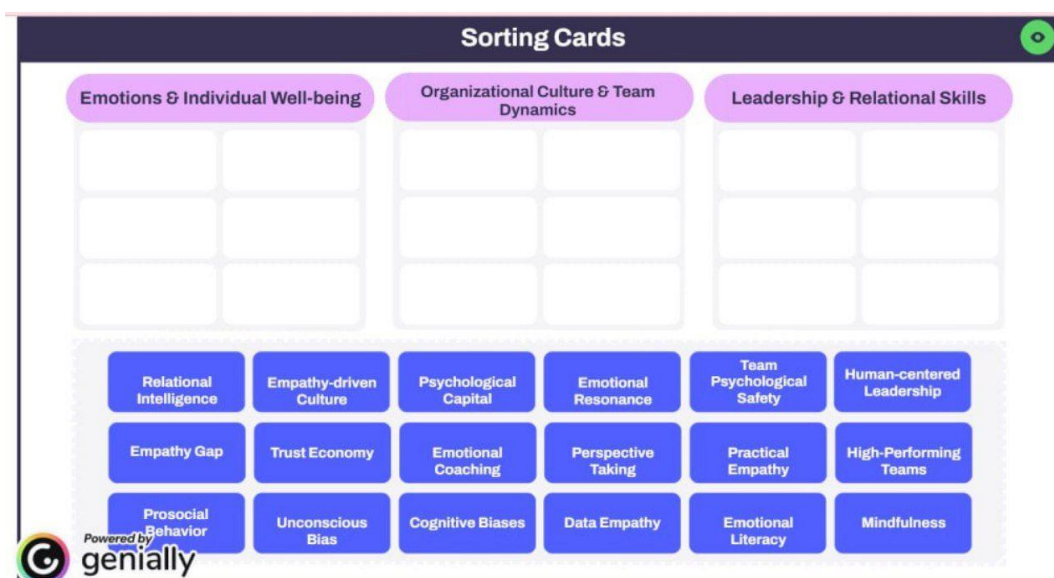 Sorting Cards
Emotions & Individual Well-being
Organizational Culture & Team
Dynamics
Leadership & Relational Skills
Relational
Intelligence
Empathy-driven
Culture
Psychological
Capital
Emotional
Resonance
Team
Psychological
Safety
Human-centered
Leadership
Empathy Gap
Trust Economy
Emotional
Coaching
Perspective
Taking
Practical
Empathy
High-Performing
Teams
Prosocial
Behavior
Unconscious
Bias
Cognitive Biases
Data Empathy
Emotional
Literacy
Mindfulness
Powered by
genially